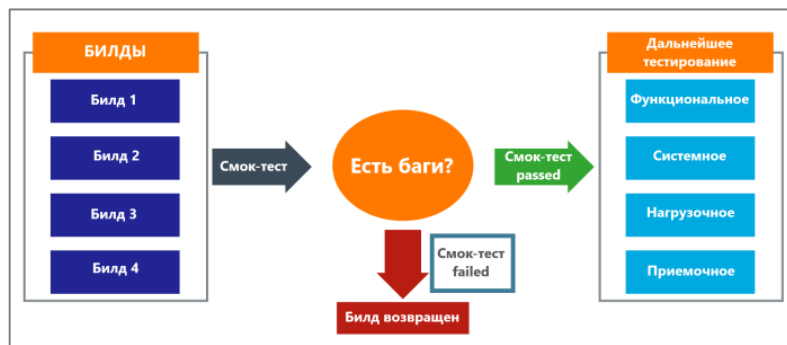 БИЛДЫ
Билд 1
Билд 2
Билд 3
Билд 4
Смок-тест
Есть баги?
Смок-тест
passed
Смок-тест
failed
Билд возвращен
Дальнейшее
тестирование
Функциональное
Системное
Нагрузочное
Приемочное